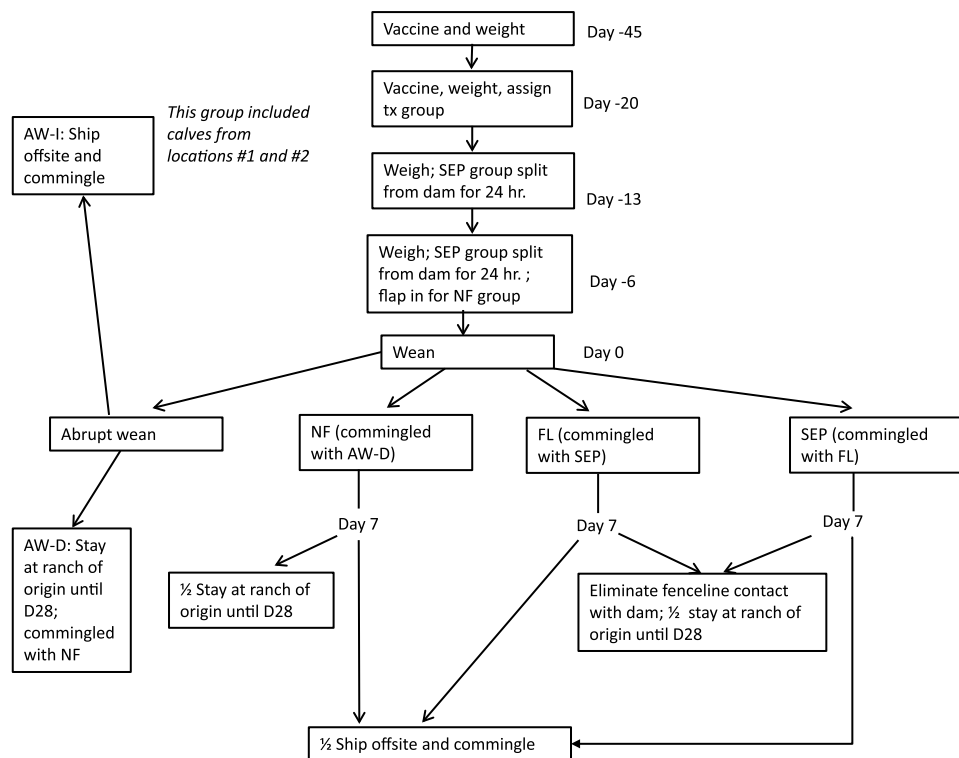 Vaccine and weight
Day -45
Vaccine, weight, assign
tx group
Day -20
This group included
calves from
locations #1 and #2
AW-I: Ship
offsite and
commingle
Weigh; SEP group split
from dam for 24 hr.
Day -13
Weigh; SEP group split
from dam for 24 hr. ;
flap in for NF group
Day -6
Wean
Day 0
Abrupt wean
NF (commingled
with AW-D)
FL (commingled
with SEP)
SEP (commingled
with FL)
Day 7
Day 7
Day 7
AW-D: Stay
at ranch of
origin until
D28;
commingled
with NF
½ Stay at ranch of
origin until D28
Eliminate fenceline contact
with dam; ½ stay at ranch of
origin until D28
½ Ship offsite and commingle